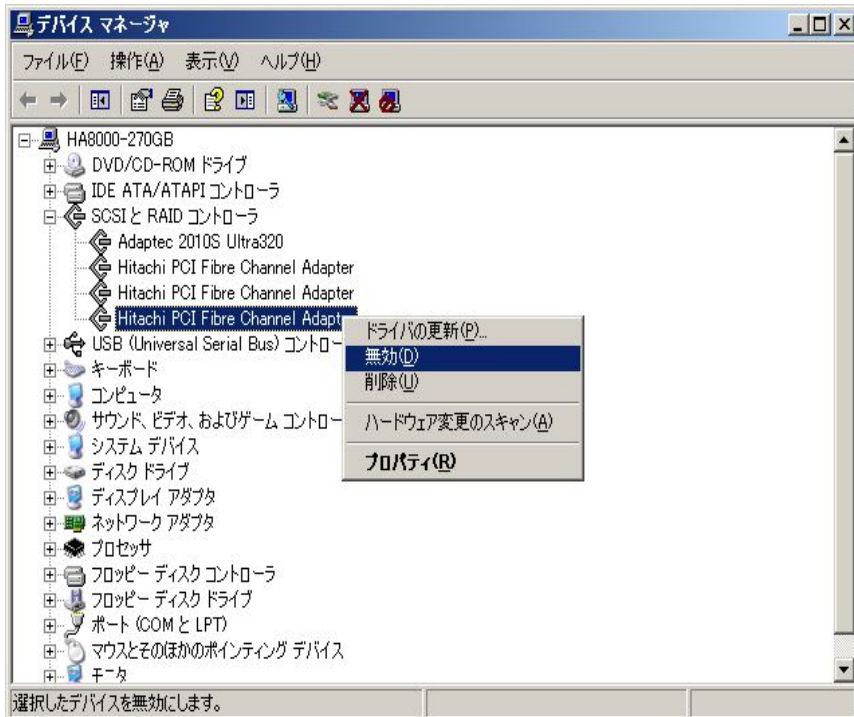 デバイス マネージャ
ファイル(F) 操作(A) 表示(V) ヘルプ(H)
HA8000-270GB
DVD/CD-ROM ドライブ
IDE ATA/ATAPI コントローラ
SCSI と RAID コントローラ
Adaptec 2010S Ultra320
Hitachi PCI Fibre Channel Adapter
Hitachi PCI Fibre Channel Adapter
Hitachi PCI Fibre Channel Adapt
USB (Universal Serial Bus) コントロー
キーボード
コンピュータ
サウンド、ビデオ、およびゲーム コントロー
システム デバイス
ディスク ドライブ
ディスプレイ アダプタ
ネットワーク アダプタ
プロセッサ
フロッピー ディスク コントローラ
フロッピー ディスク ドライブ
ポート (COM と LPT)
マウスとそのほかのポインティング デバイス
モニタ
ドライバの更新(P)...
無効(D)
削除(U)
ハードウェア変更のスキャン(A)
プロパティ(R)
選択したデバイスを無効にします。